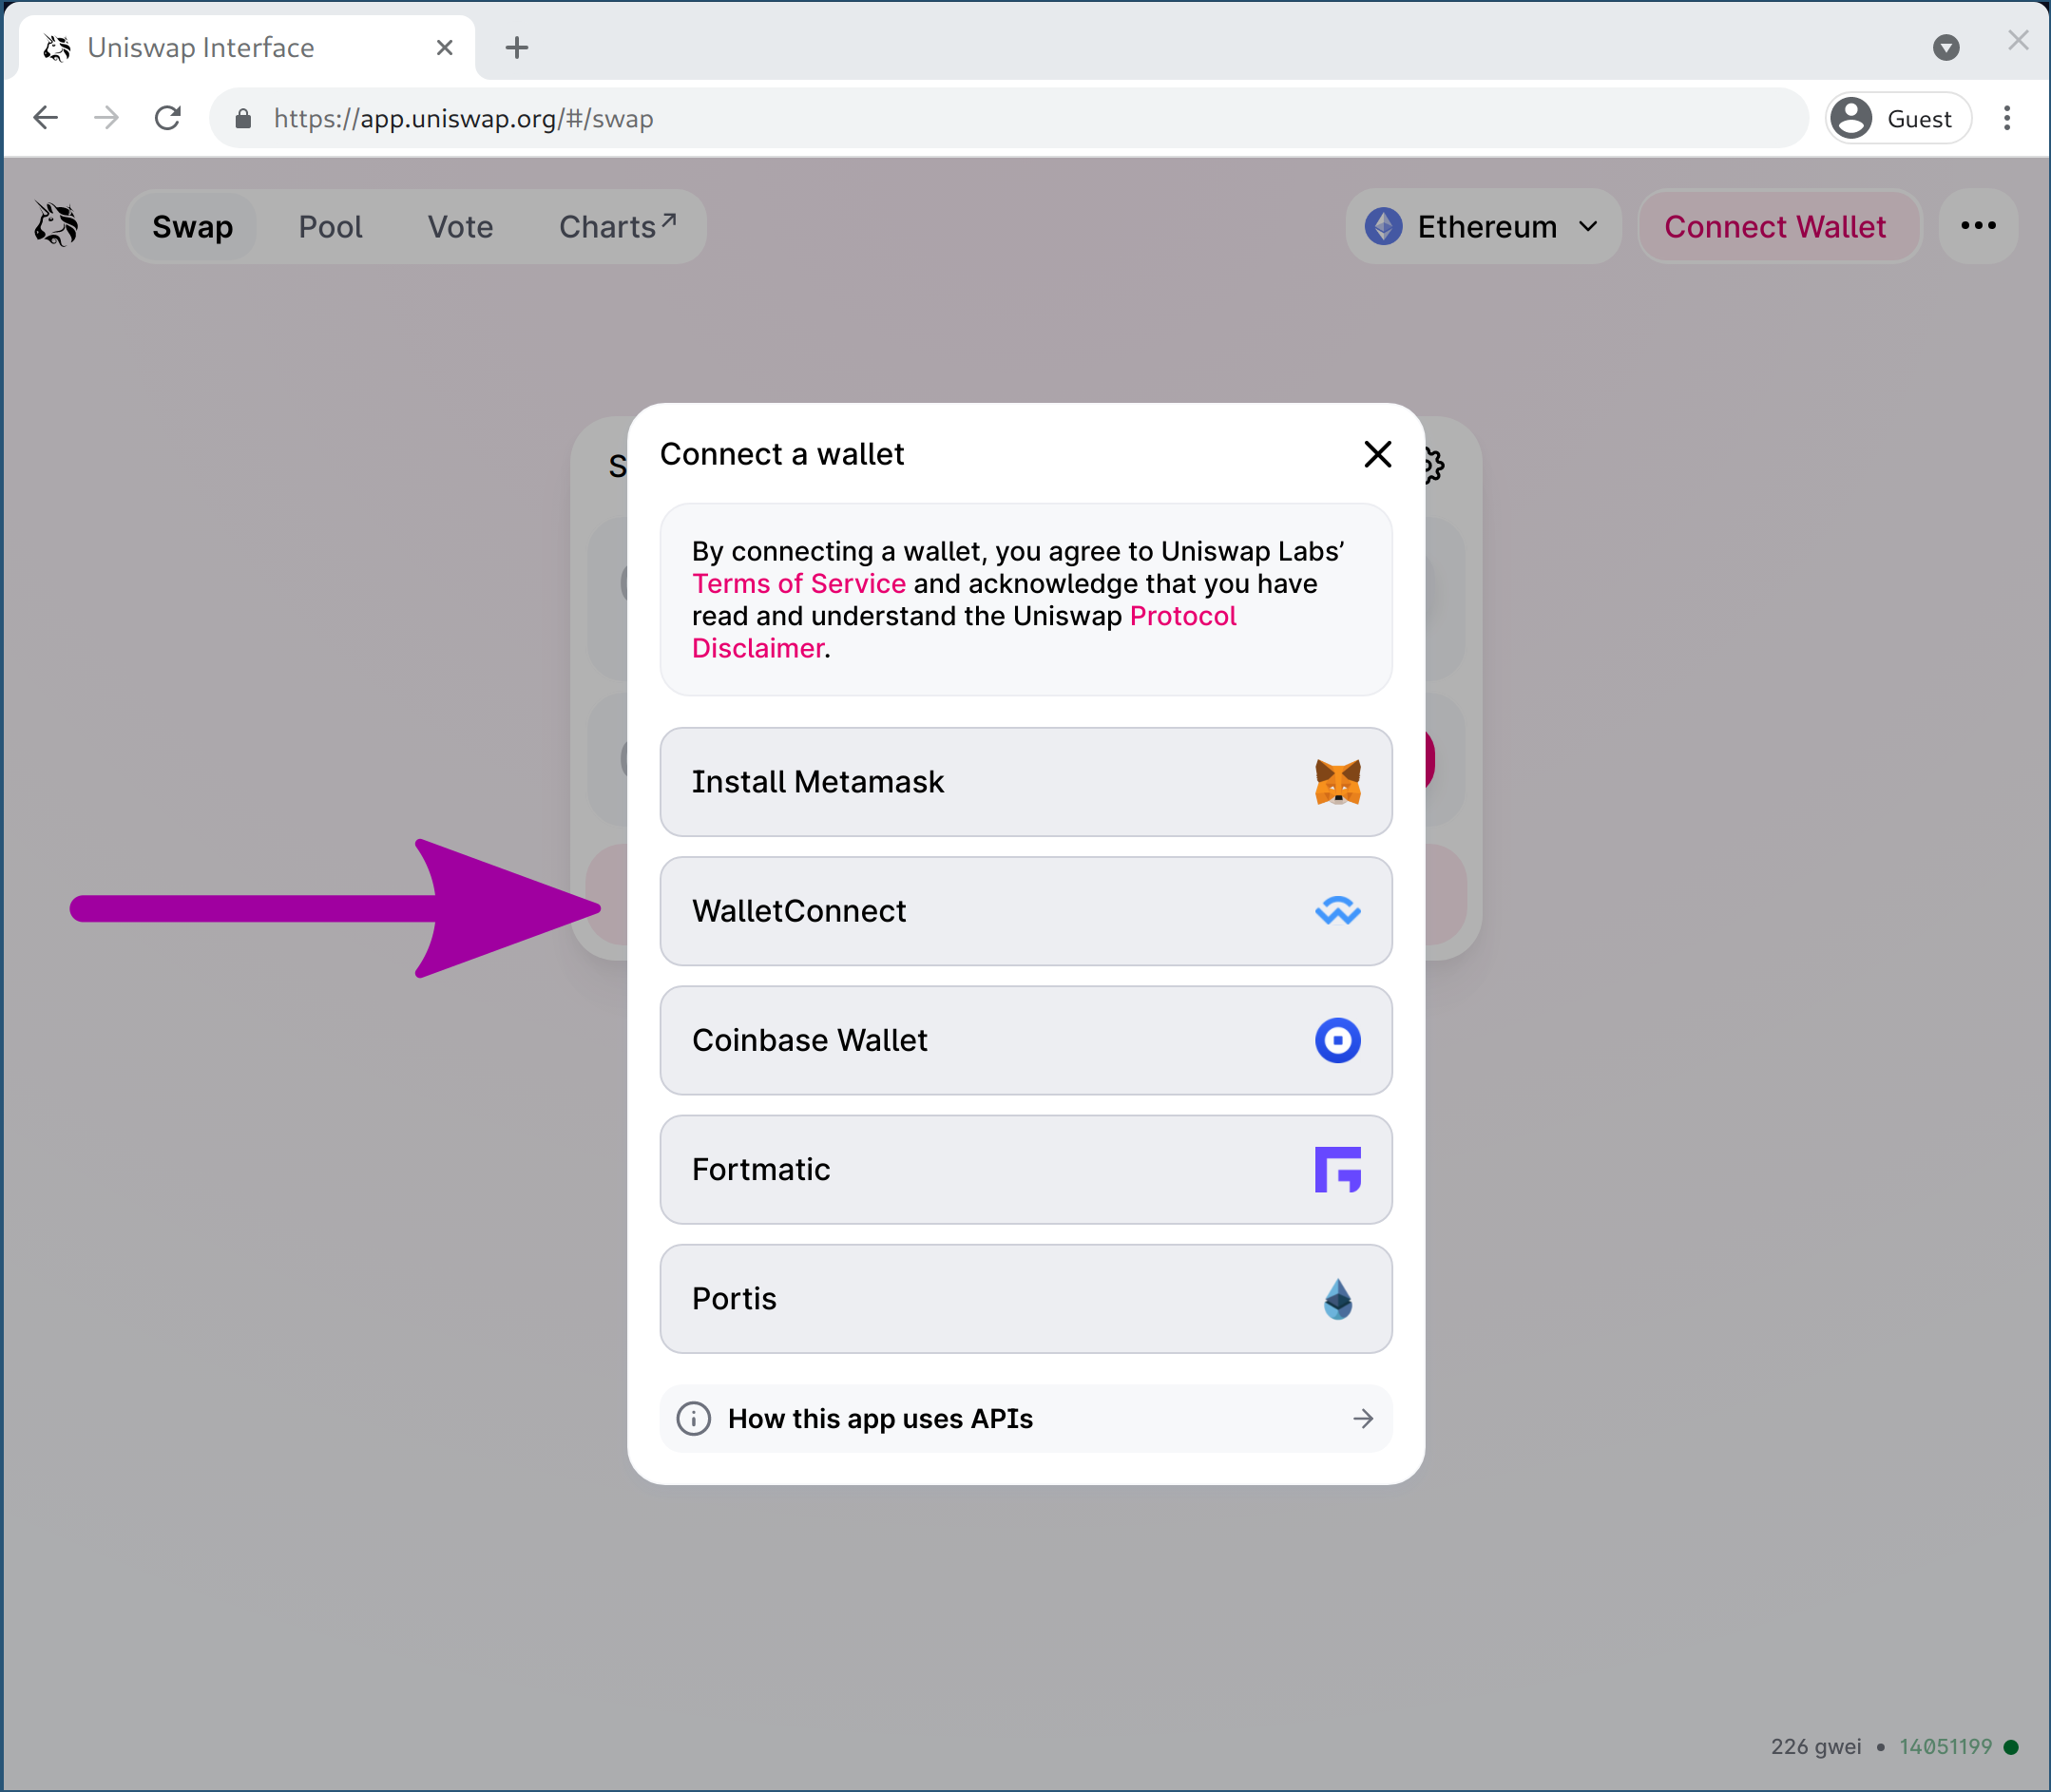 Uniswap Interface
https://app.uniswap.org/#/swap
Guest
Swap
Pool
Vote
Charts↗
Ethereum
Connect Wallet
Connect a wallet
By connecting a wallet, you agree to Uniswap Labs’
Terms of Service and acknowledge that you have
read and understand the Uniswap Protocol
Disclaimer.
Install Metamask
WalletConnect
Coinbase Wallet
Fortmatic
Portis
How this app uses APIs
226 gwei • 14051199